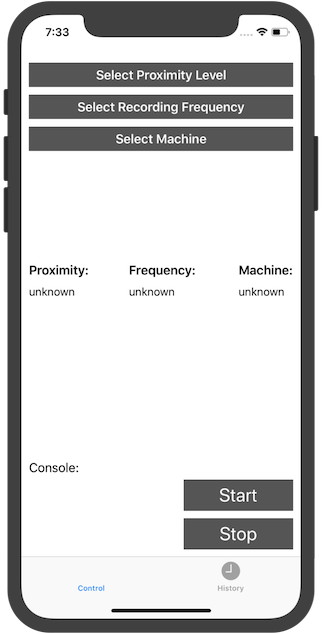 7:33
Select Proximity Level
Select Recording Frequency
Select Machine
Proximity: Frequency: Machine:
unknown unknown unknown
Console:
Start
Stop
Control History